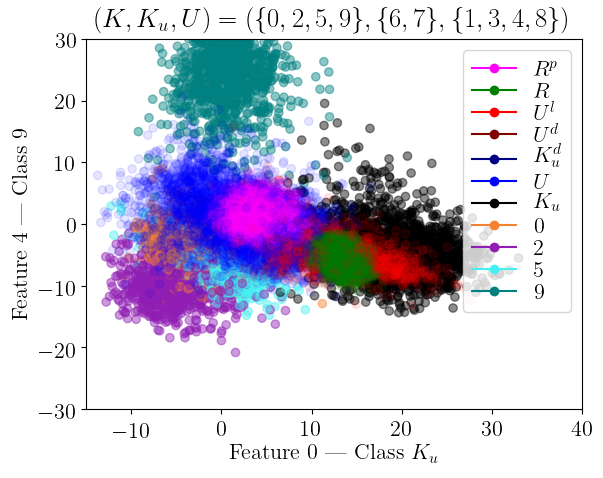 (K, K_u, U) = ({0, 2, 5, 9}, {6, 7}, {1, 3, 4, 8})
30
20
10
0
−10
−20
−30
Feature 4 — Class 9
R^p
R
U^l
U^d
K_u^d
U
K_u
0
2
5
9
−10 0 10 20 30 40
Feature 0 — Class K_u